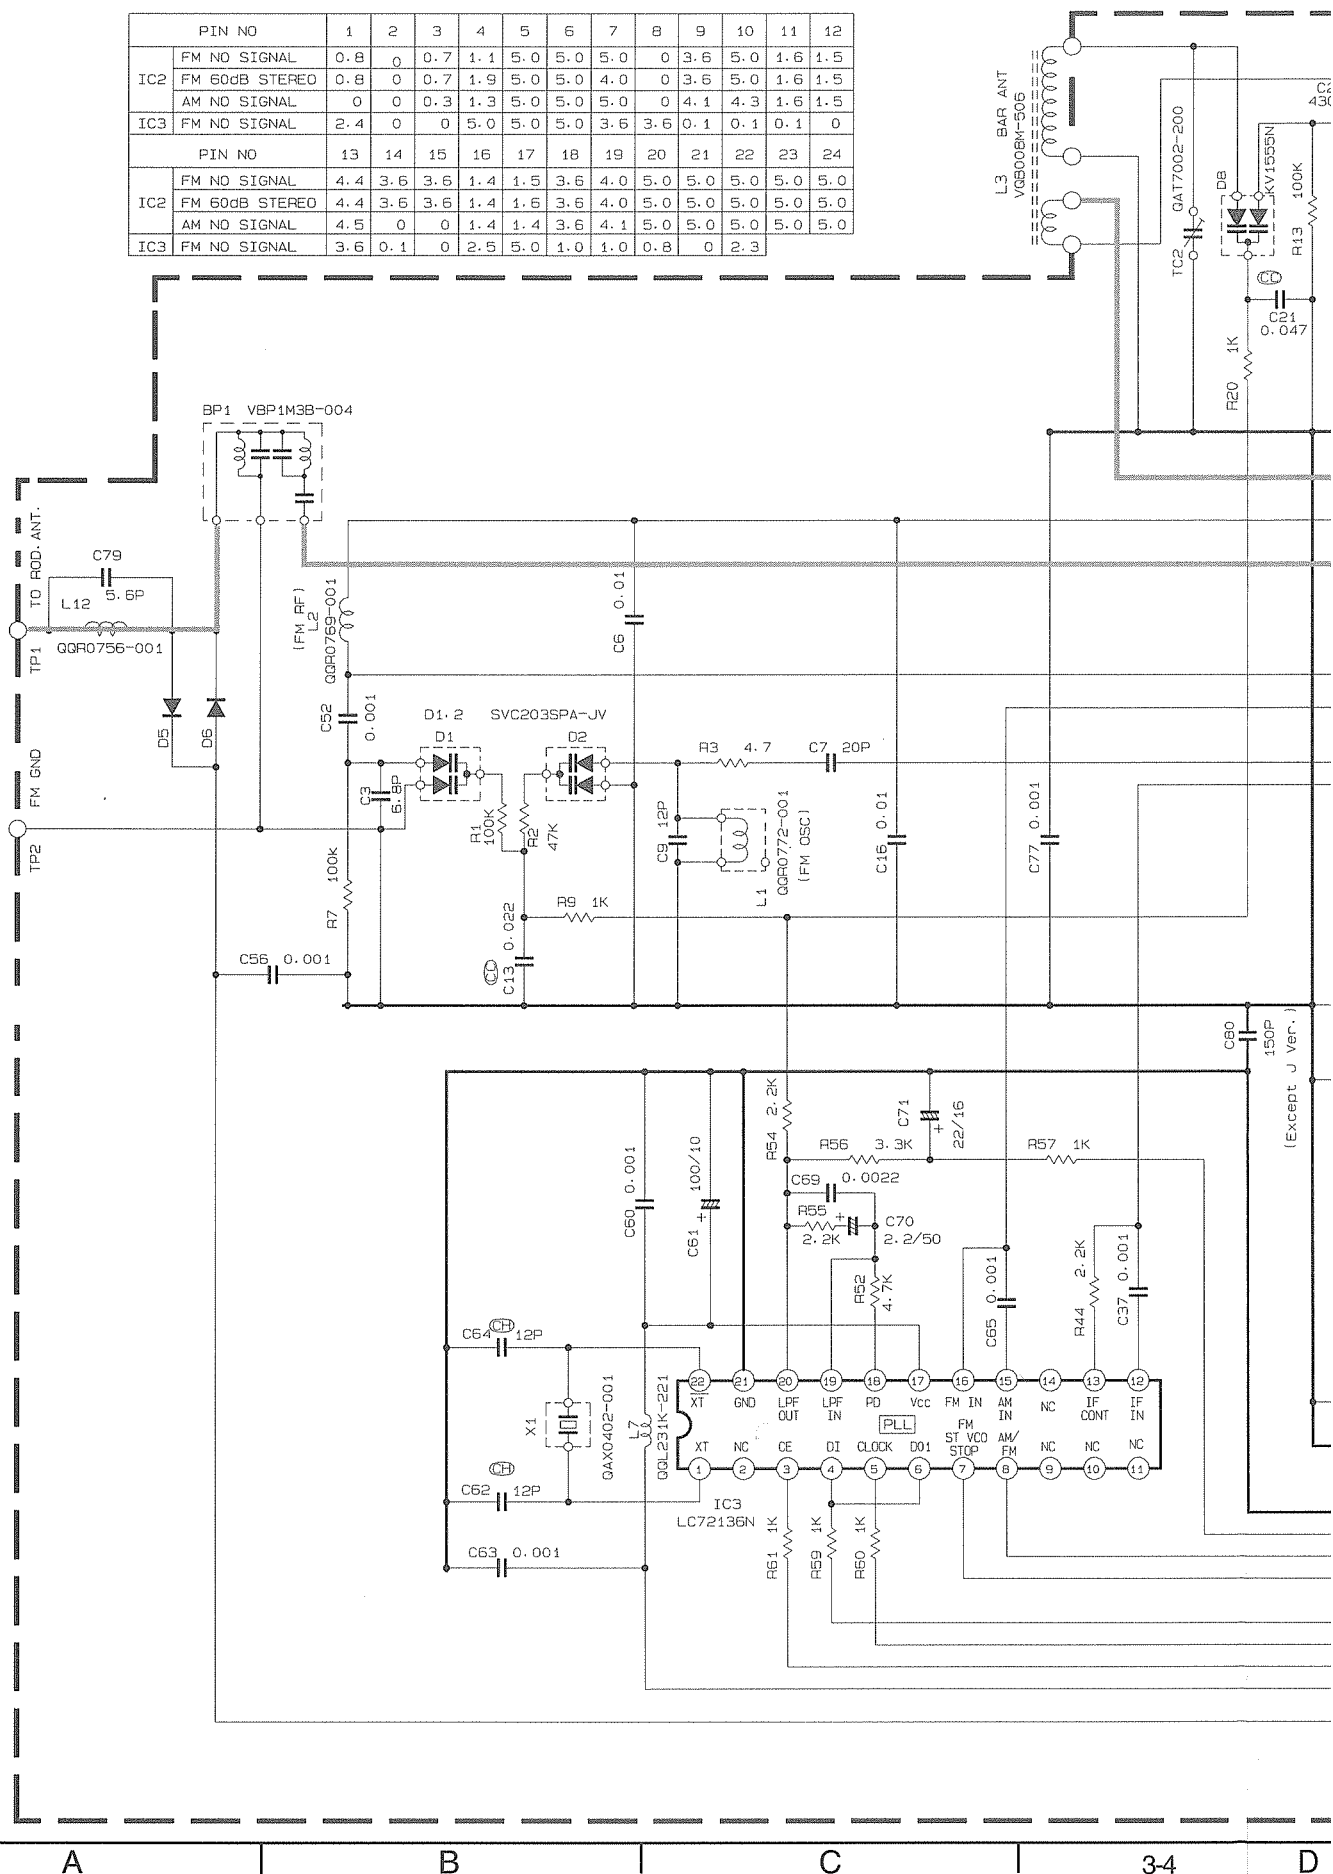 PIN NO 1 2 3 4 5 6 7 8 9 10 11 12
IC2 FM NO SIGNAL 0.8 0 0.7 1.1 5.0 5.0 5.0 0 3.6 5.0 1.6 1.5
FM 60dB STEREO 0.8 0 0.7 1.9 5.0 5.0 4.0 0 3.6 5.0 1.6 1.5
AM NO SIGNAL 0 0 0.3 1.3 5.0 5.0 5.0 0 4.1 4.3 1.6 1.5
IC3 FM NO SIGNAL 2.4 0 0 5.0 5.0 5.0 3.6 3.6 0.1 0.1 0.1 0
PIN NO 13 14 15 16 17 18 19 20 21 22 23 24
IC2 FM NO SIGNAL 4.4 3.6 3.6 1.4 1.5 3.6 4.0 5.0 5.0 5.0 5.0 5.0
FM 60dB STEREO 4.4 3.6 3.6 1.4 1.6 3.6 4.0 5.0 5.0 5.0 5.0 5.0
AM NO SIGNAL 4.5 0 0 1.4 1.4 3.6 4.1 5.0 5.0 5.0 5.0 5.0
IC3 FM NO SIGNAL 3.6 0.1 0 2.5 5.0 1.0 1.0 0.8 0 2.3
L3 BAR ANT
VQB008M-506
TC2 QAT7002-200
D8
KV1555N
R13 100K
CC
C21
0.047
R20 1K
BP1 VBP1M3B-004
TO ROD.ANT.
C79
5.6P
L12
QQR0756-001
TP1
(FM RF)
L2
QQR0769-001
C6 0.01
C52
0.001
D1.2 SVC203SPA-JV
D1
D2
R3 4.7
C7 20P
D5
D6
FM GND
TP2
C3
6.8P
R1
100K
R2
47K
C9 12P
L1
QQR0772-001
(FM OSC)
C16 0.01
C77 0.001
R7 100K
R9 1K
CC
C13 0.022
C56 0.001
C80
150P
(Except J Ver.)
R54 2.2K
C71
22/16
+
R56 3.3K
R57 1K
C60 0.001
C61 100/10
+
C69 0.0022
R55
2.2K
+
C70
2.2/50
R52
4.7K
C65 0.001
R44 2.2K
C37 0.001
CH
C64 12P
X1
QAX0402-001
L7
QQL231K-221
22 21 20 19 18 17 16 15 14 13 12
XT GND LPF OUT LPF IN PD Vcc FM IN AM IN NC IF CONT IF IN
PLL
XT NC CE DI CLOCK DO1 FM ST VCO STOP AM/FM NC NC NC
1 2 3 4 5 6 7 8 9 10 11
CH
C62 12P
IC3
LC72136N
C63 0.001
R61 1K
R59 1K
R60 1K
A B C 3-4 D